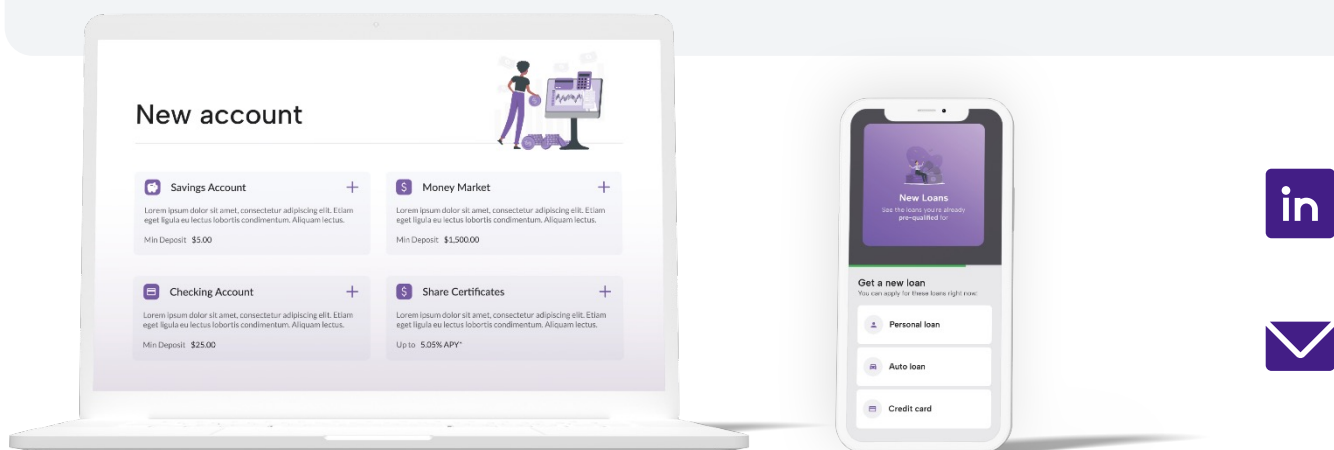 New account
Savings Account
Lorem ipsum dolor sit amet, consectetur adipiscing elit. Etiam
eget ligula eu lectus lobortis condimentum. Aliquam lectus.
Min Deposit $5.00
Money Market
Lorem ipsum dolor sit amet, consectetur adipiscing elit. Etiam
eget ligula eu lectus lobortis condimentum. Aliquam lectus.
Min Deposit $1,500.00
Checking Account
Lorem ipsum dolor sit amet, consectetur adipiscing elit. Etiam
eget ligula eu lectus lobortis condimentum. Aliquam lectus.
Min Deposit $25.00
Share Certificates
Lorem ipsum dolor sit amet, consectetur adipiscing elit. Etiam
eget ligula eu lectus lobortis condimentum. Aliquam lectus.
Up to 5.05% APY*
New Loans
See the loans you're already
pre-qualified for
Get a new loan
You can apply for these loans right now:
Personal loan
Auto loan
Credit card
in